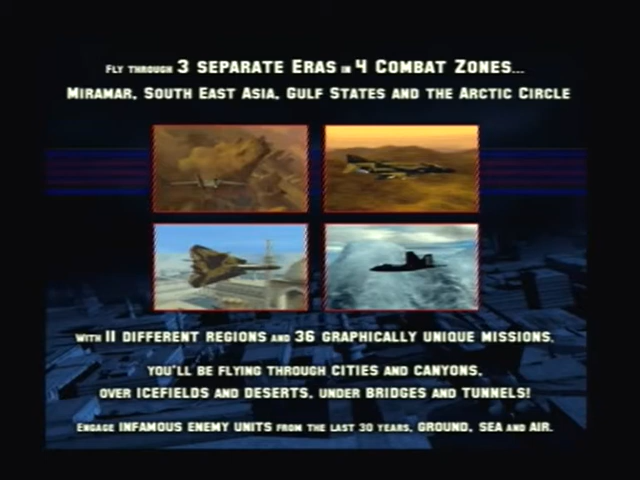 FLY THROUGH 3 SEPARATE ERAS IN 4 COMBAT ZONES...
MIRAMAR, SOUTH EAST ASIA, GULF STATES AND THE ARCTIC CIRCLE
WITH 11 DIFFERENT REGIONS AND 36 GRAPHICALLY UNIQUE MISSIONS.
YOU'LL BE FLYING THROUGH CITIES AND CANYONS,
OVER ICEFIELDS AND DESERTS, UNDER BRIDGES AND TUNNELS!
ENGAGE INFAMOUS ENEMY UNITS FROM THE LAST 30 YEARS, GROUND, SEA AND AIR.